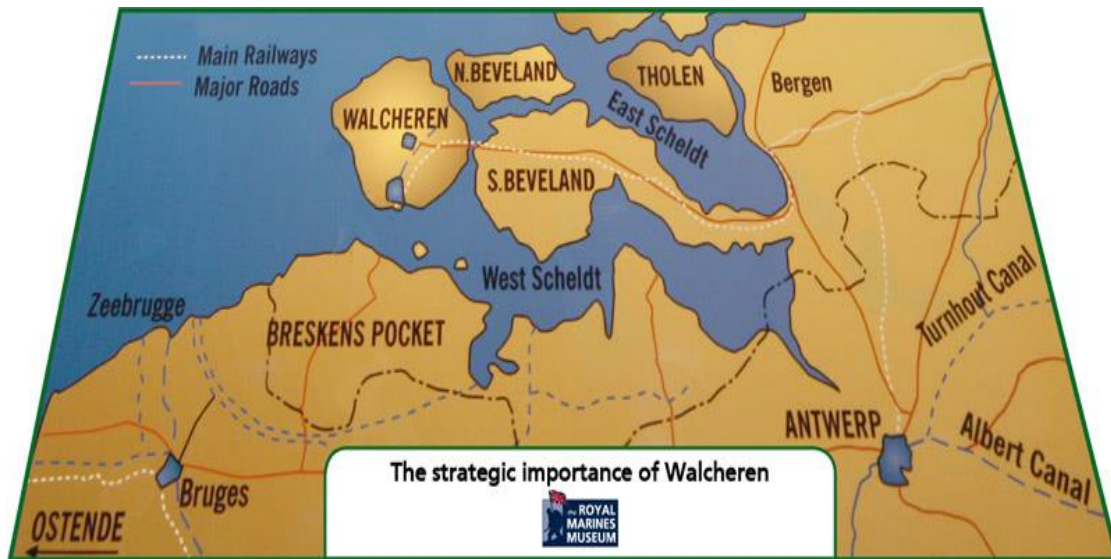 Main Railways
Major Roads
N.BEVELAND
THOLEN
Bergen
WALCHEREN
East Scheldt
S.BEVELAND
West Scheldt
Zeebrugge
BRESKENS POCKET
Turnhout Canal
ANTWERP
Albert Canal
Bruges
OSTENDE
The strategic importance of Walcheren
the ROYAL
MARINES
MUSEUM